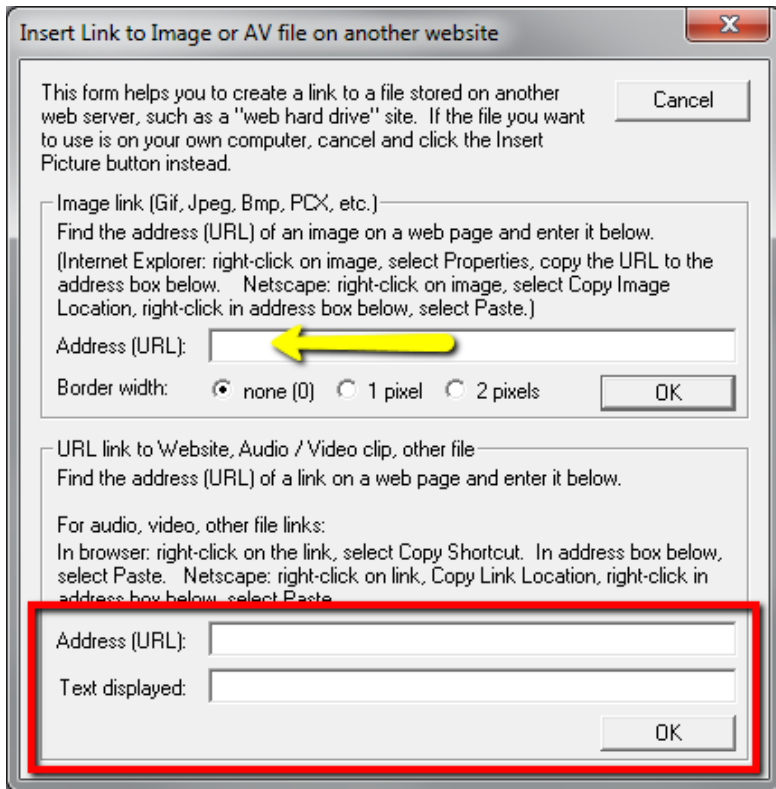 Insert Link to Image or AV file on another website
This form helps you to create a link to a file stored on another
web server, such as a "web hard drive" site. If the file you want
to use is on your own computer, cancel and click the Insert
Picture button instead.
Cancel
Image link (Gif, Jpeg, Bmp, PCX, etc.)
Find the address (URL) of an image on a web page and enter it below.
(Internet Explorer: right-click on image, select Properties, copy the URL to the
address box below. Netscape: right-click on image, select Copy Image
Location, right-click in address box below, select Paste.)
Address (URL):
Border width: none (0) 1 pixel 2 pixels OK
URL link to Website, Audio / Video clip, other file
Find the address (URL) of a link on a web page and enter it below.
For audio, video, other file links:
In browser: right-click on the link, select Copy Shortcut. In address box below,
select Paste. Netscape: right-click on link, Copy Link Location, right-click in
address box below, select Paste
Address (URL):
Text displayed:
OK